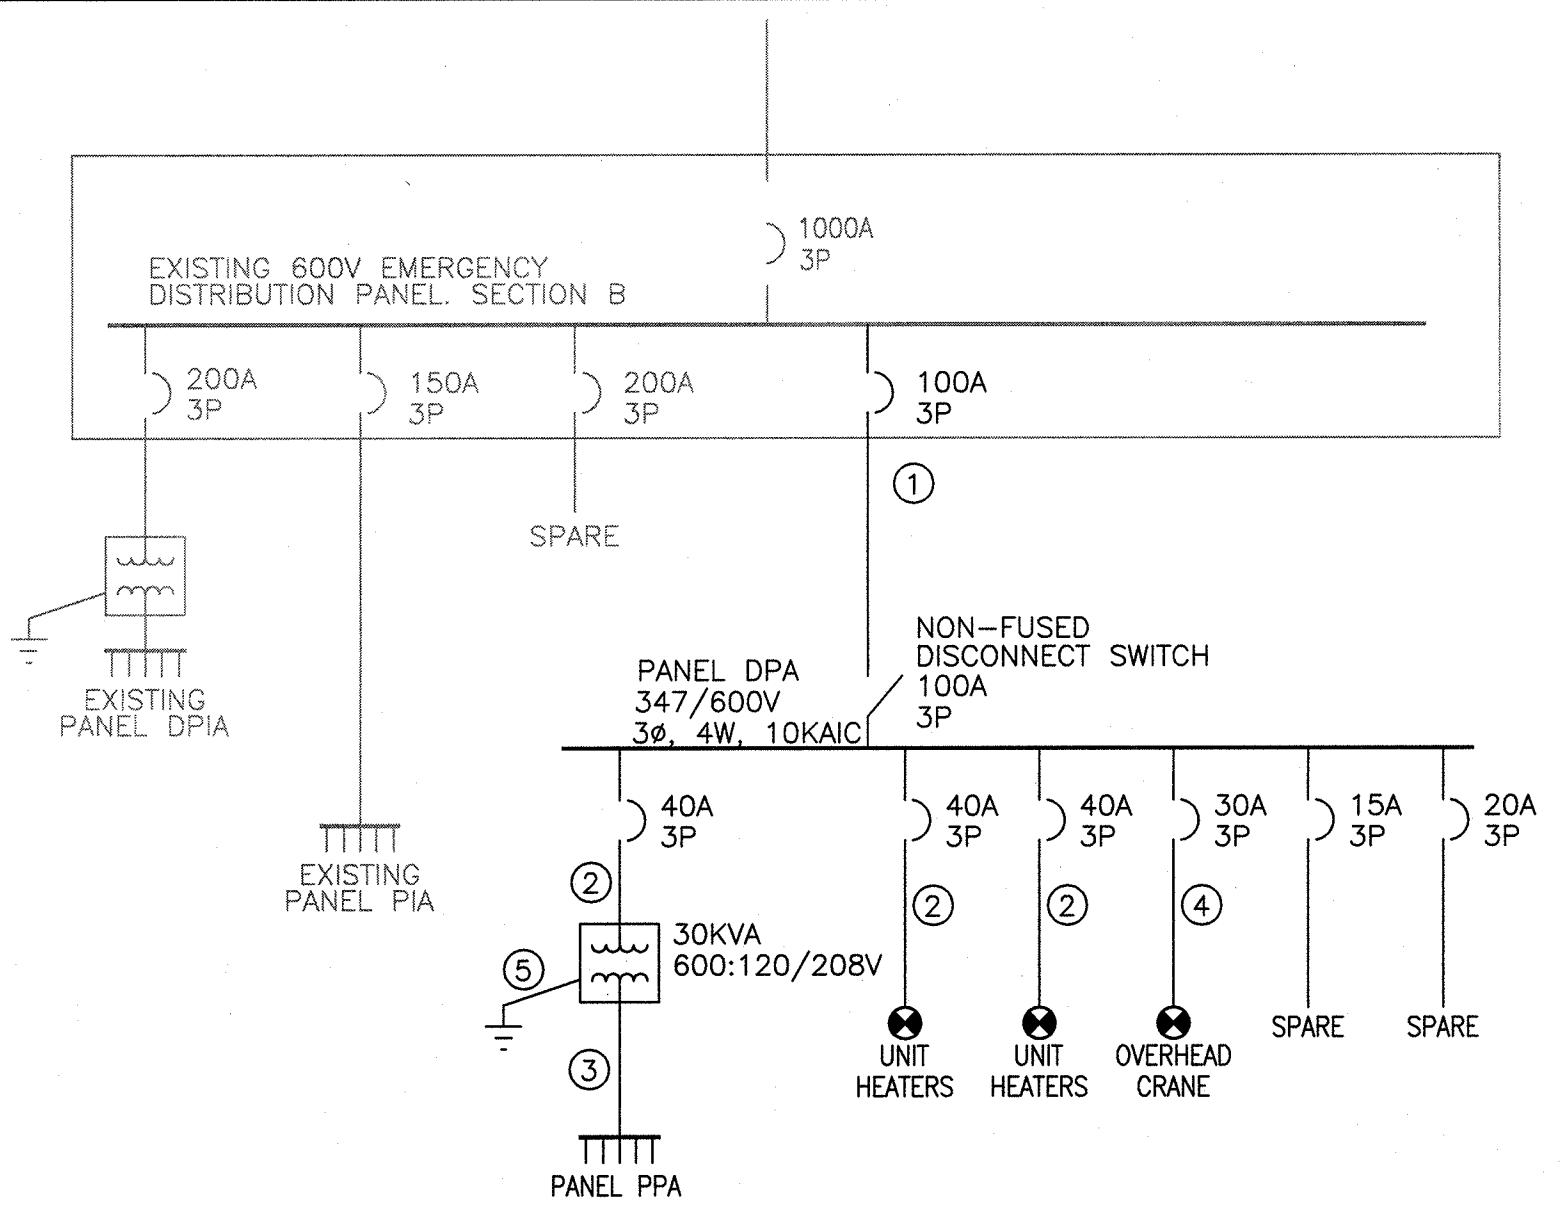 1000A
3P
EXISTING 600V EMERGENCY
DISTRIBUTION PANEL. SECTION B
200A
3P
150A
3P
200A
3P
100A
3P
1
SPARE
NON-FUSED
DISCONNECT SWITCH
100A
3P
PANEL DPA
347/600V
3Ø, 4W, 10KAIC
EXISTING
PANEL DPIA
40A
3P
40A
3P
40A
3P
30A
3P
15A
3P
20A
3P
EXISTING
PANEL PIA
2
2
2
4
30KVA
600:120/208V
5
3
UNIT
HEATERS
UNIT
HEATERS
OVERHEAD
CRANE
SPARE
SPARE
PANEL PPA